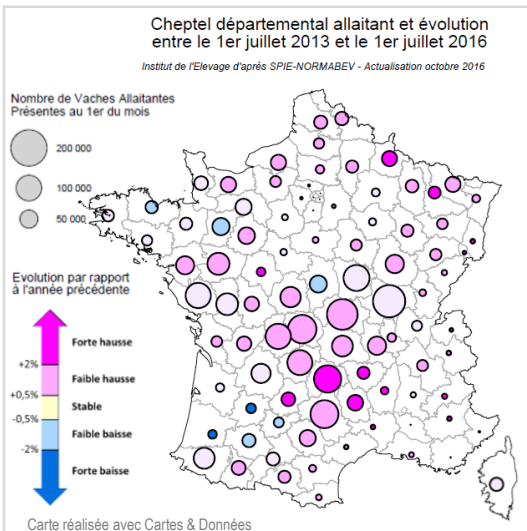 Cheptel départemental allaitant et évolution
entre le 1er juillet 2013 et le 1er juillet 2016
Institut de l'Elevage d'après SPIE-NORMABEV - Actualisation octobre 2016
Nombre de Vaches Allaitantes
Présentes au 1er du mois
200 000
100 000
50 000
Evolution par rapport
à l'année précédente
Forte hausse
+2%
Faible hausse
+0,5%
Stable
-0,5%
Faible baisse
-2%
Forte baisse
Carte réalisée avec Cartes & Données